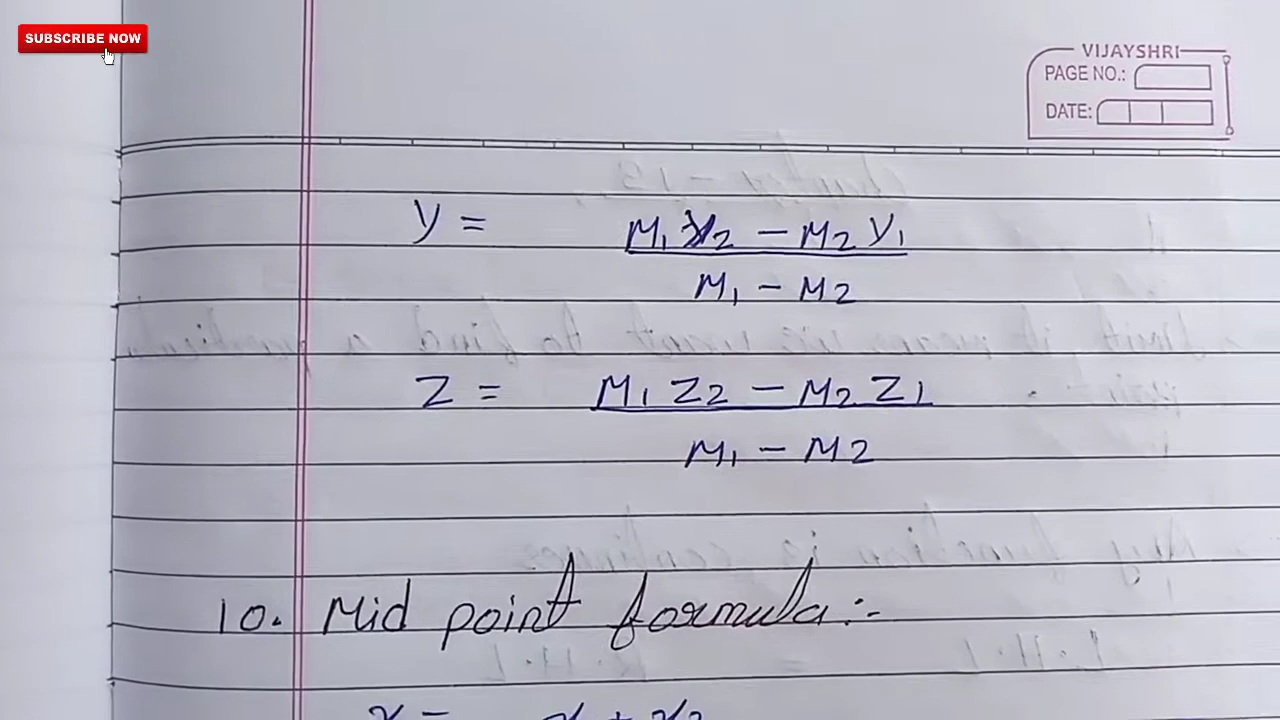 SUBSCRIBE NOW
VIJAYSHRI
PAGE NO.:
DATE:
y = M₁ y₂ - M₂ y₁
M₁ - M₂
Z = M₁ Z₂ - M₂ Z₁
M₁ - M₂
10. Mid point formula:-